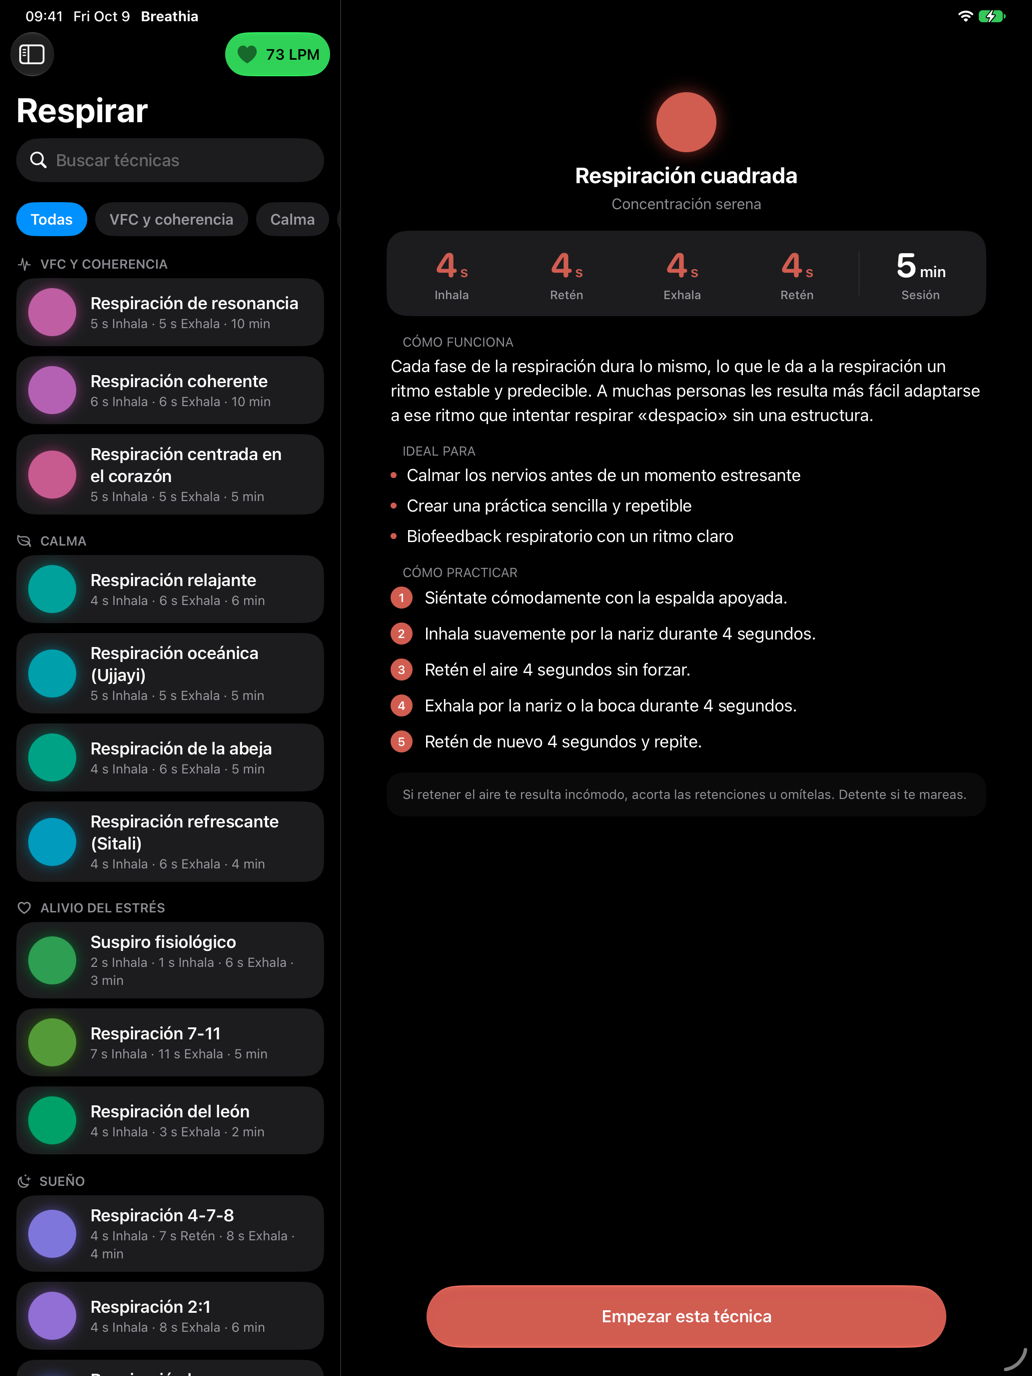 09:41 Fri Oct 9 Breathia
73 LPM
Respirar
Buscar técnicas
Todas
VFC y coherencia
Calma
VFC Y COHERENCIA
Respiración de resonancia
5 s Inhala · 5 s Exhala · 10 min
Respiración coherente
6 s Inhala · 6 s Exhala · 10 min
Respiración centrada en
el corazón
5 s Inhala · 5 s Exhala · 5 min
CALMA
Respiración relajante
4 s Inhala · 6 s Exhala · 6 min
Respiración oceánica
(Ujjayi)
5 s Inhala · 5 s Exhala · 5 min
Respiración de la abeja
4 s Inhala · 6 s Exhala · 5 min
Respiración refrescante
(Sitali)
4 s Inhala · 6 s Exhala · 4 min
ALIVIO DEL ESTRÉS
Suspiro fisiológico
2 s Inhala · 1 s Inhala · 6 s Exhala ·
3 min
Respiración 7-11
7 s Inhala · 11 s Exhala · 5 min
Respiración del león
4 s Inhala · 3 s Exhala · 2 min
SUEÑO
Respiración 4-7-8
4 s Inhala · 7 s Retén · 8 s Exhala ·
4 min
Respiración 2:1
4 s Inhala · 8 s Exhala · 6 min
Respiración cuadrada
Concentración serena
4 s
Inhala
4 s
Retén
4 s
Exhala
4 s
Retén
5 min
Sesión
CÓMO FUNCIONA
Cada fase de la respiración dura lo mismo, lo que le da a la respiración un
ritmo estable y predecible. A muchas personas les resulta más fácil adaptarse
a ese ritmo que intentar respirar «despacio» sin una estructura.
IDEAL PARA
• Calmar los nervios antes de un momento estresante
• Crear una práctica sencilla y repetible
• Biofeedback respiratorio con un ritmo claro
CÓMO PRACTICAR
1 Siéntate cómodamente con la espalda apoyada.
2 Inhala suavemente por la nariz durante 4 segundos.
3 Retén el aire 4 segundos sin forzar.
4 Exhala por la nariz o la boca durante 4 segundos.
5 Retén de nuevo 4 segundos y repite.
Si retener el aire te resulta incómodo, acorta las retenciones u omítelas. Detente si te mareas.
Empezar esta técnica